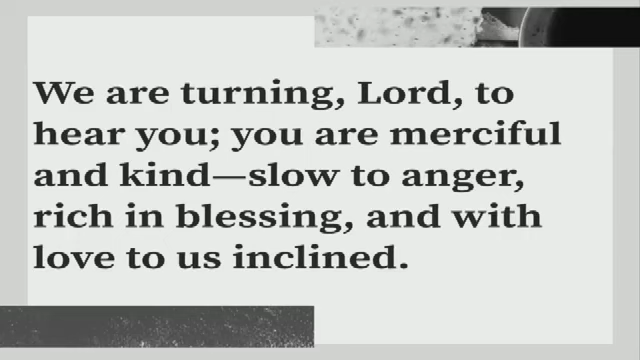 We are turning, Lord, to
hear you; you are merciful
and kind—slow to anger,
rich in blessing, and with
love to us inclined.